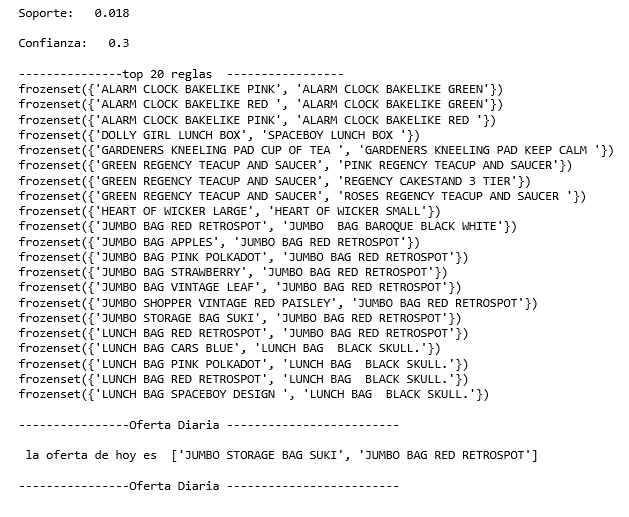 Soporte:   0.018
Confianza:   0.3
---------------top 20 reglas  -----------------
frozenset({'ALARM CLOCK BAKELIKE PINK', 'ALARM CLOCK BAKELIKE GREEN'})
frozenset({'ALARM CLOCK BAKELIKE RED ', 'ALARM CLOCK BAKELIKE GREEN'})
frozenset({'ALARM CLOCK BAKELIKE PINK', 'ALARM CLOCK BAKELIKE RED '})
frozenset({'DOLLY GIRL LUNCH BOX', 'SPACEBOY LUNCH BOX '})
frozenset({'GARDENERS KNEELING PAD CUP OF TEA ', 'GARDENERS KNEELING PAD KEEP CALM '})
frozenset({'GREEN REGENCY TEACUP AND SAUCER', 'PINK REGENCY TEACUP AND SAUCER'})
frozenset({'GREEN REGENCY TEACUP AND SAUCER', 'REGENCY CAKESTAND 3 TIER'})
frozenset({'GREEN REGENCY TEACUP AND SAUCER', 'ROSES REGENCY TEACUP AND SAUCER '})
frozenset({'HEART OF WICKER LARGE', 'HEART OF WICKER SMALL'})
frozenset({'JUMBO BAG RED RETROSPOT', 'JUMBO  BAG BAROQUE BLACK WHITE'})
frozenset({'JUMBO BAG APPLES', 'JUMBO BAG RED RETROSPOT'})
frozenset({'JUMBO BAG PINK POLKADOT', 'JUMBO BAG RED RETROSPOT'})
frozenset({'JUMBO BAG STRAWBERRY', 'JUMBO BAG RED RETROSPOT'})
frozenset({'JUMBO BAG VINTAGE LEAF', 'JUMBO BAG RED RETROSPOT'})
frozenset({'JUMBO SHOPPER VINTAGE RED PAISLEY', 'JUMBO BAG RED RETROSPOT'})
frozenset({'JUMBO STORAGE BAG SUKI', 'JUMBO BAG RED RETROSPOT'})
frozenset({'LUNCH BAG RED RETROSPOT', 'JUMBO BAG RED RETROSPOT'})
frozenset({'LUNCH BAG CARS BLUE', 'LUNCH BAG  BLACK SKULL.'})
frozenset({'LUNCH BAG PINK POLKADOT', 'LUNCH BAG  BLACK SKULL.'})
frozenset({'LUNCH BAG RED RETROSPOT', 'LUNCH BAG  BLACK SKULL.'})
frozenset({'LUNCH BAG SPACEBOY DESIGN ', 'LUNCH BAG  BLACK SKULL.'})
----------------Oferta Diaria -------------------------
la oferta de hoy es  ['JUMBO STORAGE BAG SUKI', 'JUMBO BAG RED RETROSPOT']
----------------Oferta Diaria -------------------------